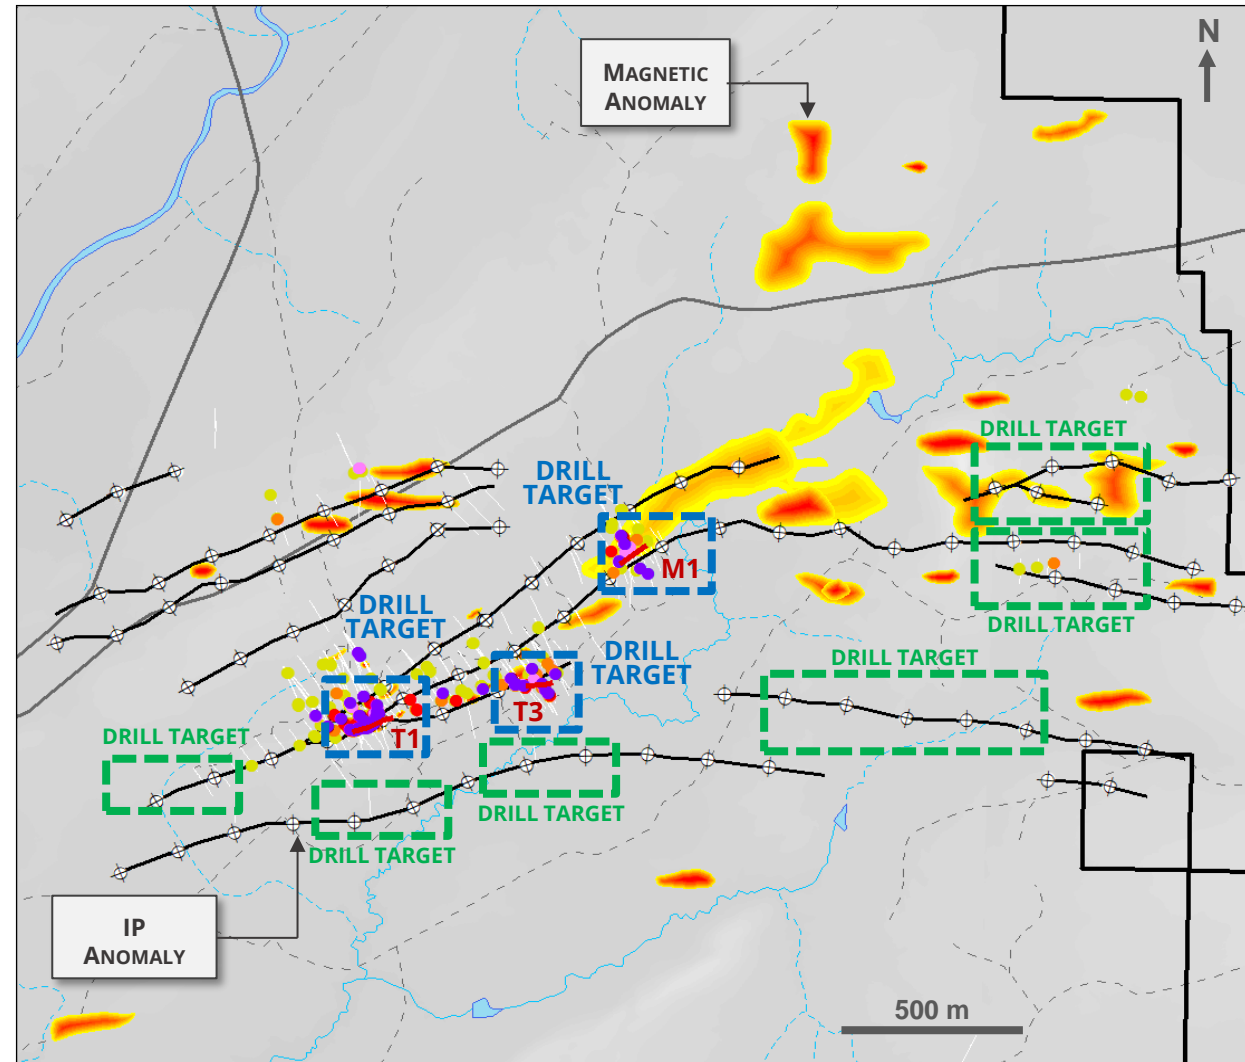 N
MAGNETIC
ANOMALY
DRILL TARGET
DRILL
TARGET
M1
DRILL
TARGET
DRILL TARGET
DRILL
TARGET
DRILL TARGET
T3
T1
DRILL TARGET
DRILL TARGET
DRILL TARGET
IP
ANOMALY
500 m